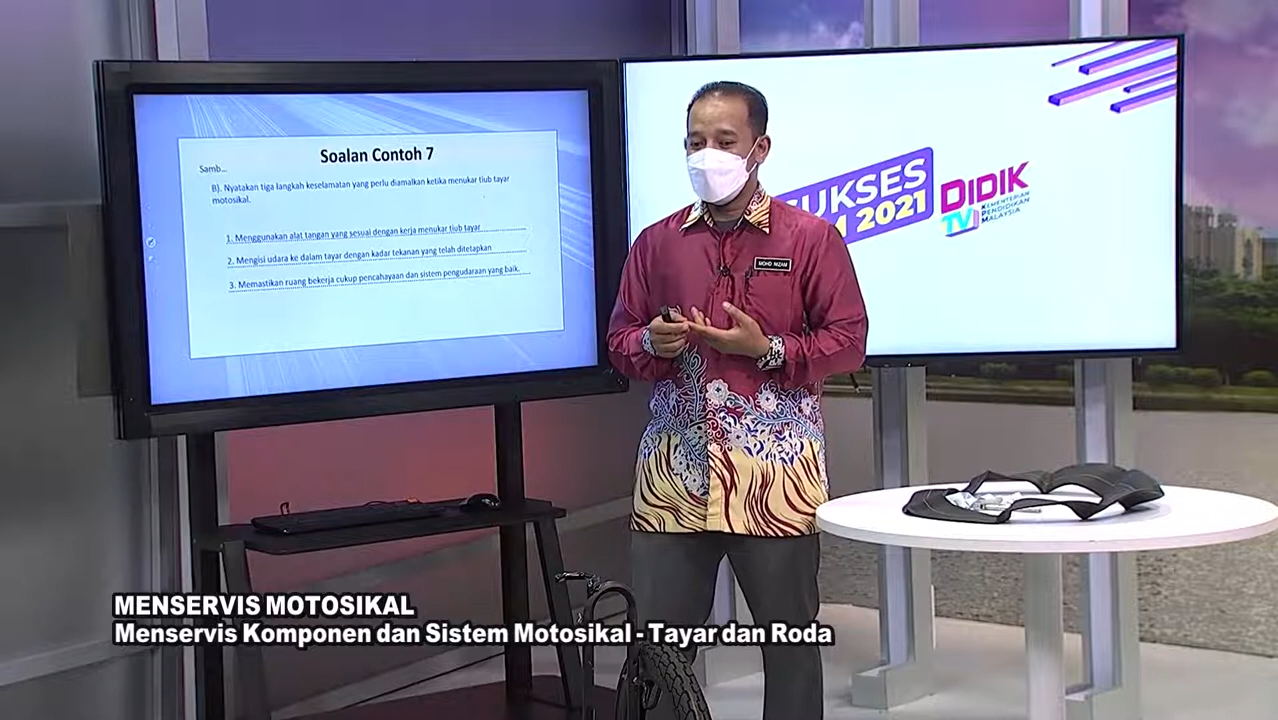 Soalan Contoh 7
Samb...
B). Nyatakan tiga langkah keselamatan yang perlu diamalkan ketika menukar tiub tayar
motosikal.
1. Menggunakan alat tangan yang sesuai dengan kerja menukar tiub tayar
2. Mengisi udara ke dalam tayar dengan kadar tekanan yang telah ditetapkan
3. Memastikan ruang bekerja cukup pencahayaan dan sistem pengudaraan yang baik.
SUKSES
2021
DIDIK
TV
KEMENTERIAN
PENDIDIKAN
MALAYSIA
MOHD NIZAM
MENSERVIS MOTOSIKAL
Menservis Komponen dan Sistem Motosikal - Tayar dan Roda